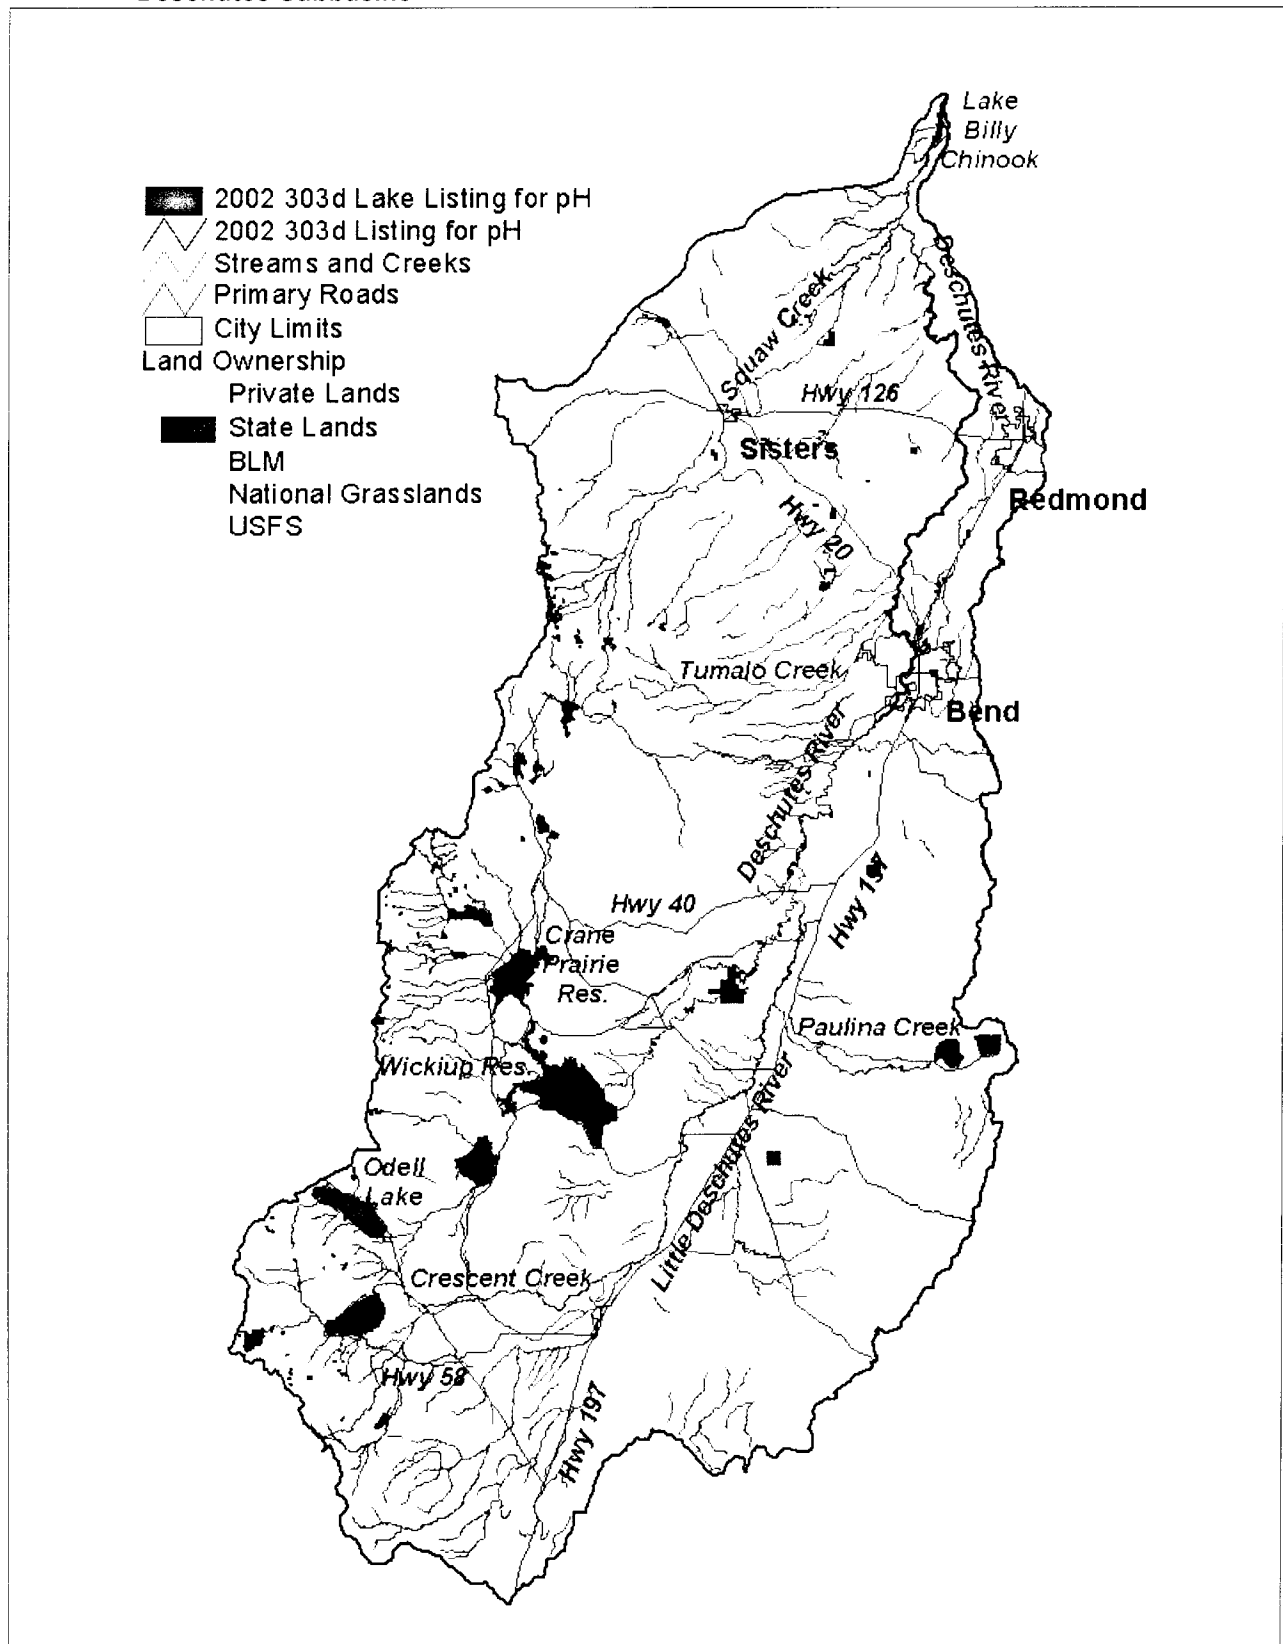 Lake
Billy
Chinook
2002 303d Lake Listing for pH
2002 303d Listing for pH
Streams and Creeks
Primary Roads
City Limits
Land Ownership
Private Lands
State Lands
BLM
National Grasslands
USFS
Deschutes River
Squaw Creek
Hwy 126
Sisters
Redmond
Hwy 20
Tumalo Creek
Bend
Deschutes River
Hwy 197
Hwy 40
Crane
Prairie
Res.
Paulina Creek
Wickiup Res.
Little Deschutes River
Odell
Lake
Crescent Creek
Hwy 58
Hwy 197